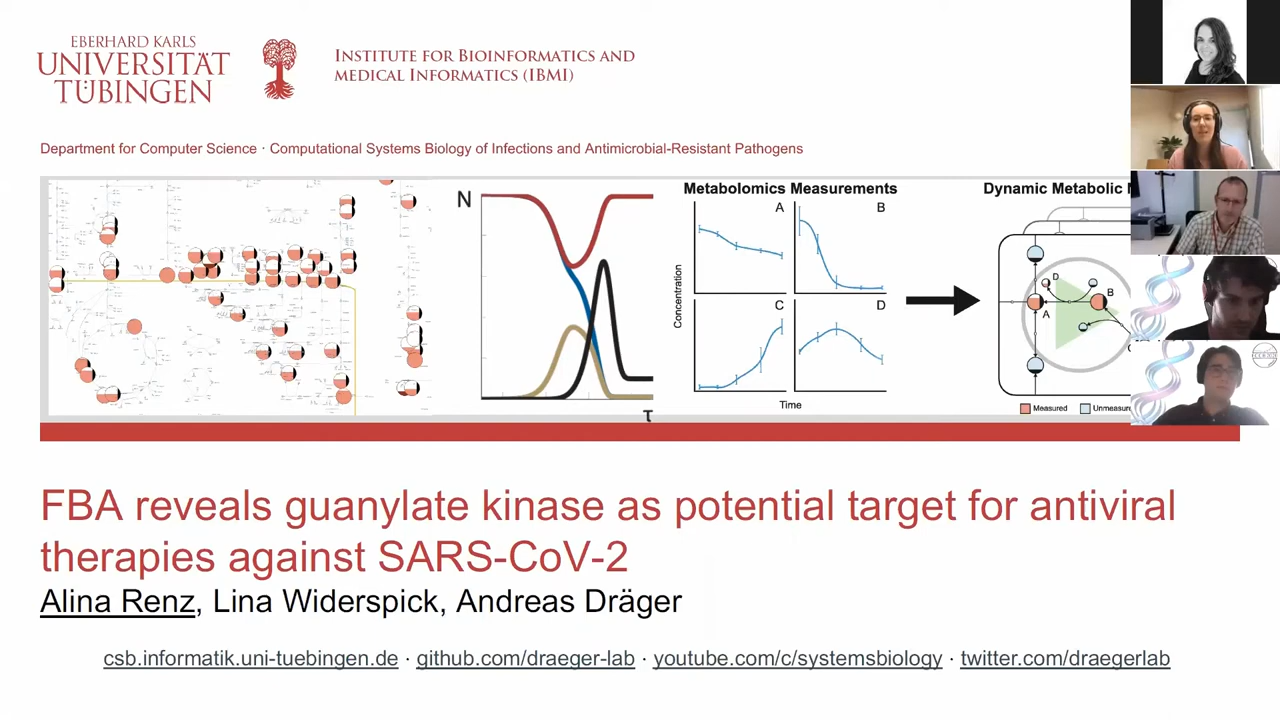 EBERHARD KARLS
UNIVERSITÄT
TÜBINGEN
INSTITUTE FOR BIOINFORMATICS AND
MEDICAL INFORMATICS (IBMI)
Department for Computer Science · Computational Systems Biology of Infections and Antimicrobial-Resistant Pathogens
N
τ
Metabolomics Measurements
A
B
C
D
Concentration
Time
Dynamic Metabolic
D
B
A
Measured
Unmeasur
FBA reveals guanylate kinase as potential target for antiviral
therapies against SARS-CoV-2
Alina Renz, Lina Widerspick, Andreas Dräger
csb.informatik.uni-tuebingen.de · github.com/draeger-lab · youtube.com/c/systemsbiology · twitter.com/draegerlab